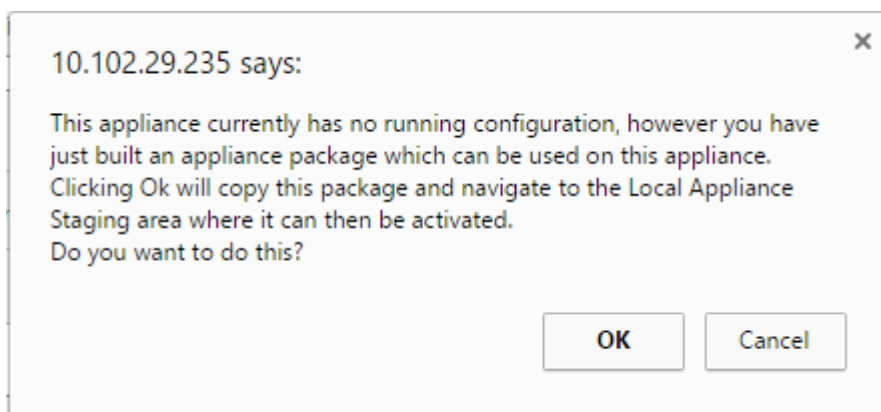 10.102.29.235 says:
This appliance currently has no running configuration, however you have
just built an appliance package which can be used on this appliance.
Clicking Ok will copy this package and navigate to the Local Appliance
Staging area where it can then be activated.
Do you want to do this?
OK Cancel